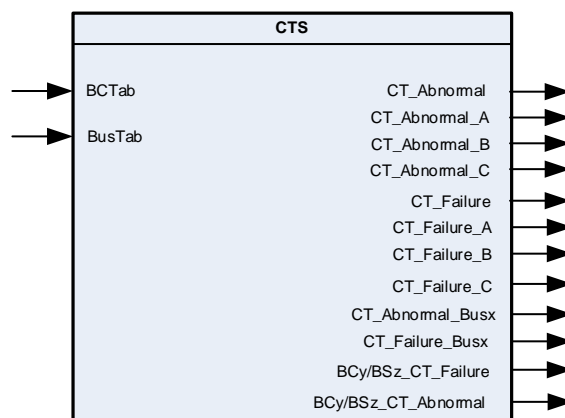 CTS
BCTab
BusTab
CT_Abnormal
CT_Abnormal_A
CT_Abnormal_B
CT_Abnormal_C
CT_Failure
CT_Failure_A
CT_Failure_B
CT_Failure_C
CT_Abnormal_Busx
CT_Failure_Busx
BCy/BSz_CT_Failure
BCy/BSz_CT_Abnormal